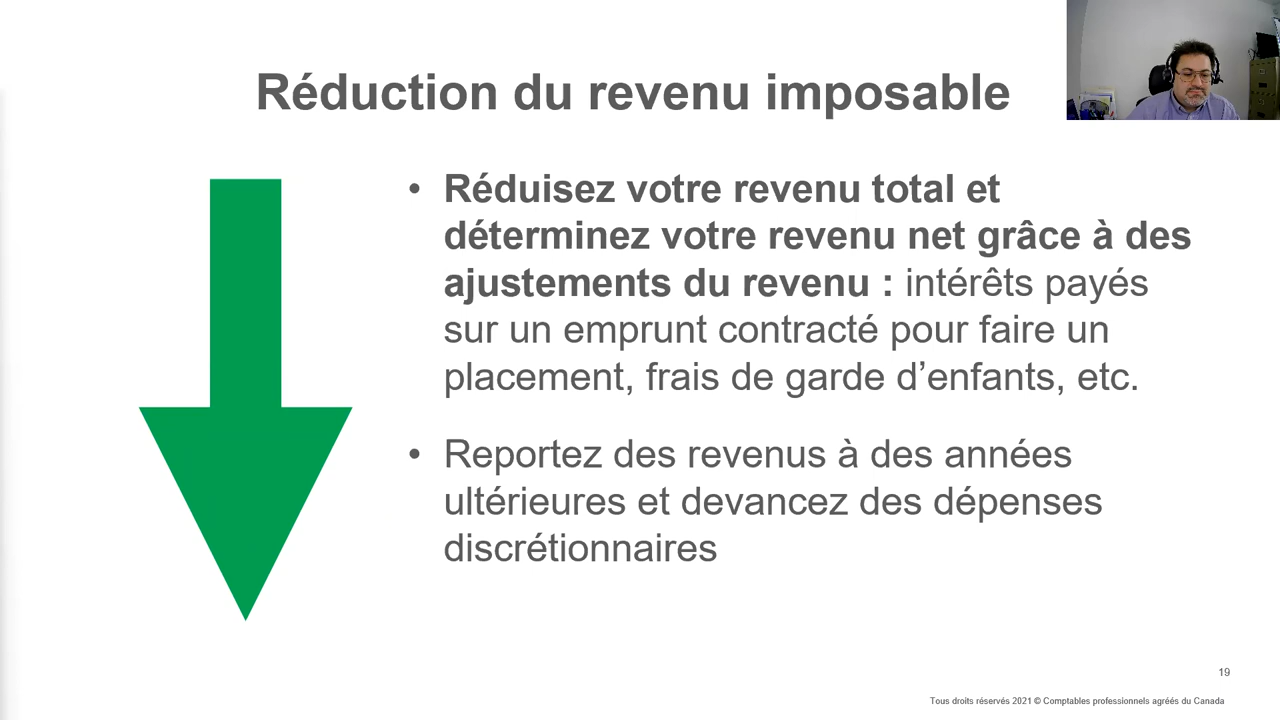 Réduction du revenu imposable
• Réduisez votre revenu total et
déterminez votre revenu net grâce à des
ajustements du revenu : intérêts payés
sur un emprunt contracté pour faire un
placement, frais de garde d’enfants, etc.
• Reportez des revenus à des années
ultérieures et devancez des dépenses
discrétionnaires
19
Tous droits réservés 2021 © Comptables professionnels agréés du Canada